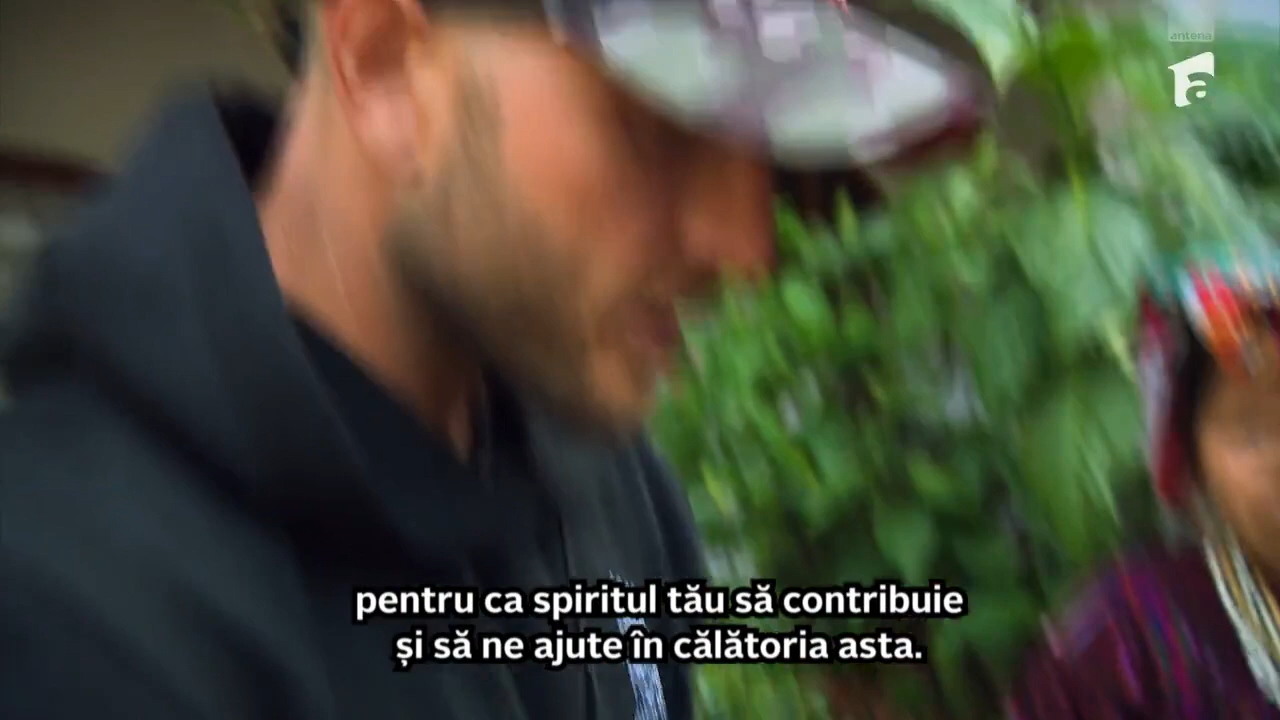 antena
a
pentru ca spiritul tău să contribuie
și să ne ajute în călătoria asta.